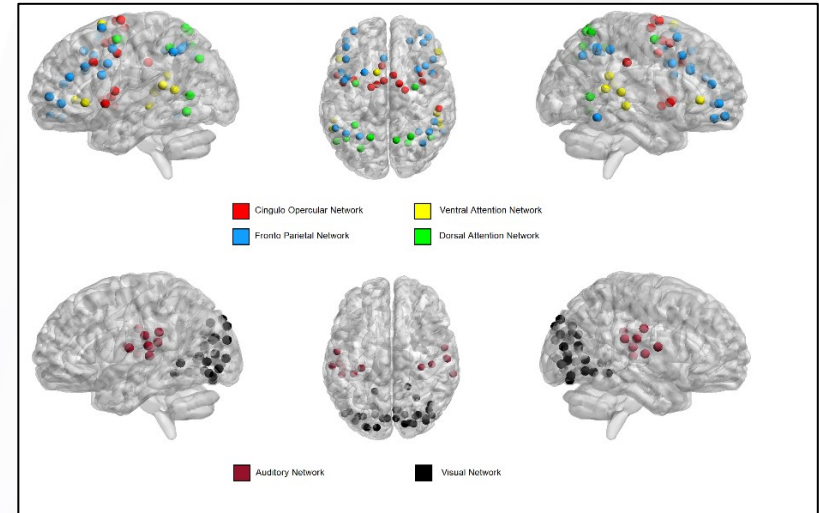 Cingulo Opercular Network
Ventral Attention Network
Fronto Parietal Network
Dorsal Attention Network
Auditory Network
Visual Network